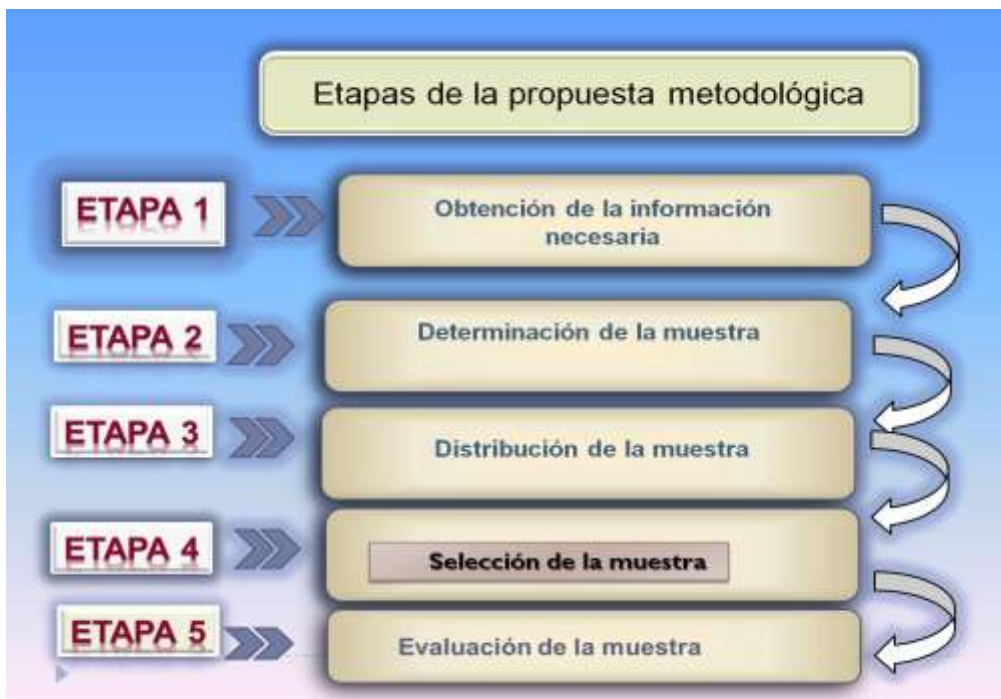 Etapas de la propuesta metodológica
ETAPA 1
Obtención de la información
necesaria
ETAPA 2
Determinación de la muestra
ETAPA 3
Distribución de la muestra
ETAPA 4
Selección de la muestra
ETAPA 5
Evaluación de la muestra